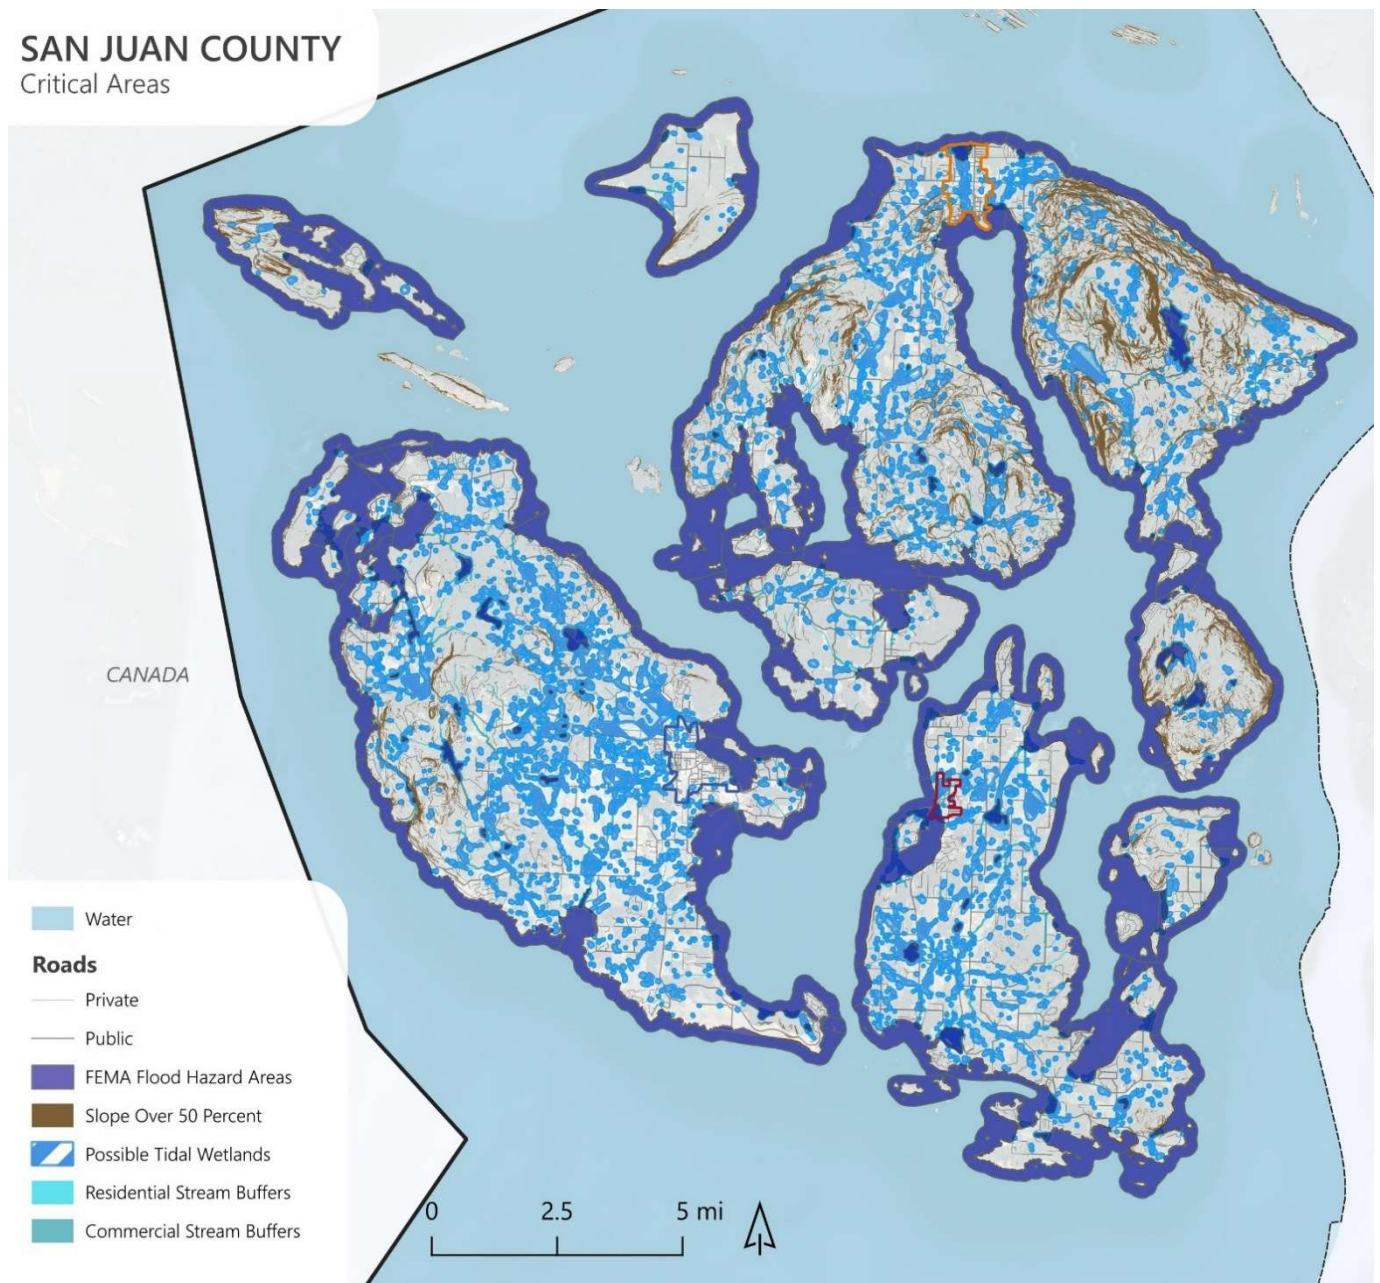 SAN JUAN COUNTY
Critical Areas
CANADA
Water
Roads
Private
Public
FEMA Flood Hazard Areas
Slope Over 50 Percent
Possible Tidal Wetlands
Residential Stream Buffers
Commercial Stream Buffers
0 2.5 5 mi